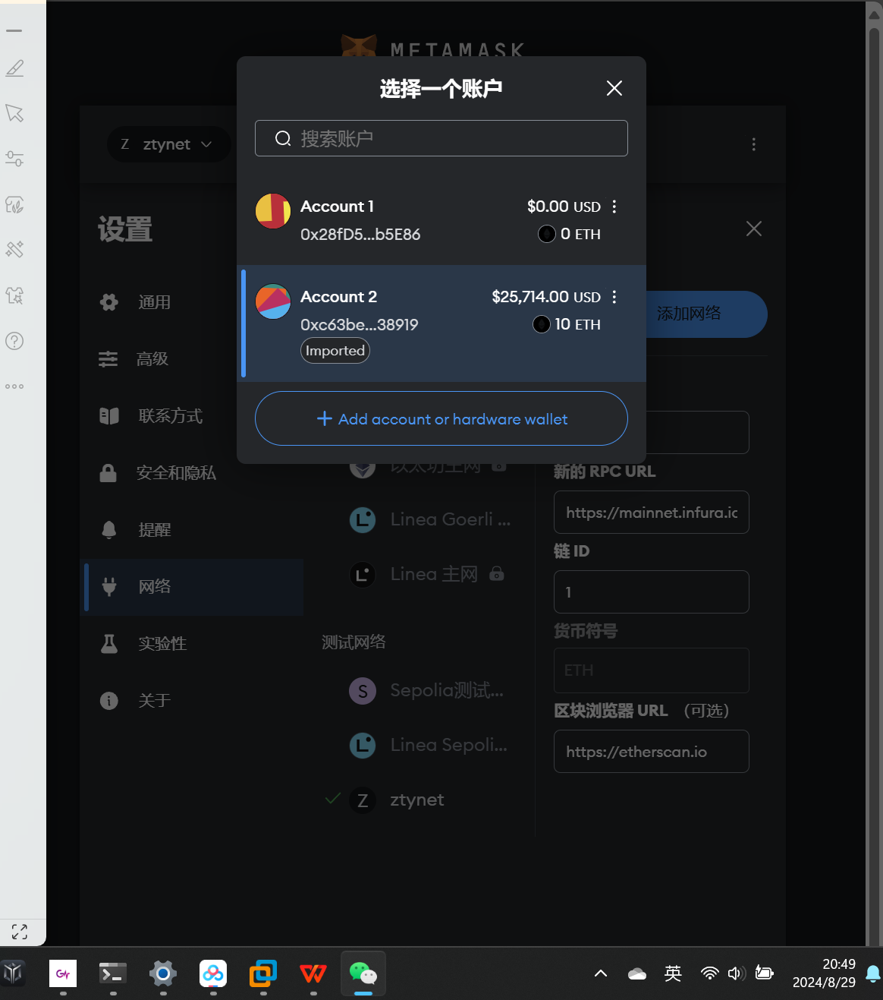 METAMASK
选择一个账户
搜索账户
Z ztynet
Account 1
$0.00 USD
0x28fD5...b5E86
0 ETH
Account 2
$25,714.00 USD
0xc63be...38919
10 ETH
Imported
+ Add account or hardware wallet
设置
添加网络
通用
高级
联系方式
安全和隐私
提醒
网络
实验性
关于
以太坊主网
Linea Goerli ...
Linea 主网
测试网络
S Sepolia测试...
Linea Sepoli...
Z ztynet
新的 RPC URL
https://mainnet.infura.ic
链 ID
1
货币符号
ETH
区块浏览器 URL （可选）
https://etherscan.io
英
20:49
2024/8/29